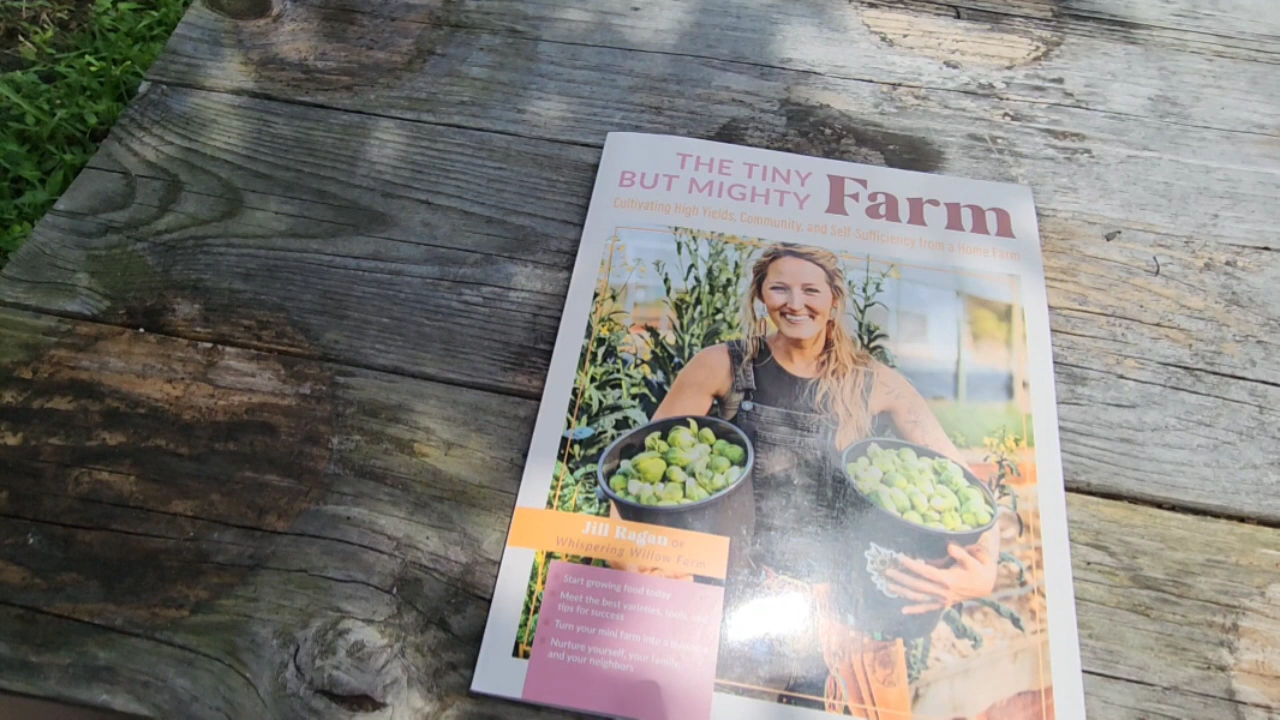 THE TINY
BUT MIGHTY
Farm
Cultivating High Yields, Community, and Self-Sufficiency from a Home Farm
Jill Ragan OF
Whispering Willow Farm
Start growing food today
Meet the best varieties, tools, and
tips for success
Turn your mini farm into a
Nurture yourself, your family,
and your neighbors